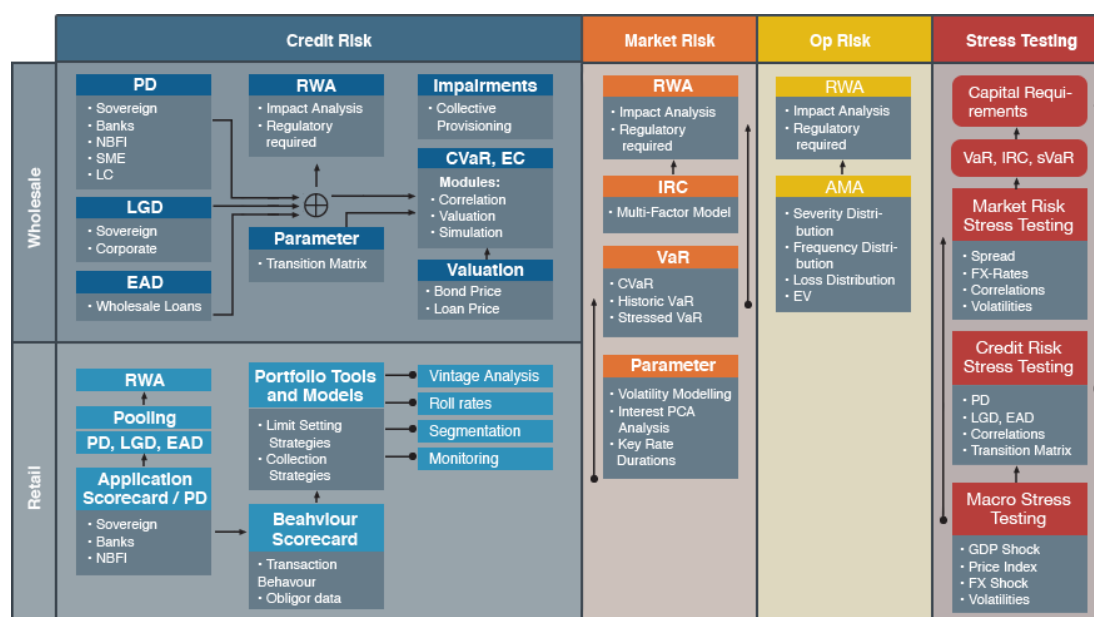 Credit Risk
Market Risk
Op Risk
Stress Testing
Wholesale
PD
• Sovereign
• Banks
• NBFI
• SME
• LC
LGD
• Sovereign
• Corporate
EAD
• Wholesale Loans
RWA
• Impact Analysis
• Regulatory
required
Parameter
• Transition Matrix
Impairments
• Collective
Provisioning
CVaR, EC
Modules:
• Correlation
• Valuation
• Simulation
Valuation
• Bond Price
• Loan Price
Retail
RWA
Pooling
PD, LGD, EAD
Application
Scorecard / PD
• Sovereign
• Banks
• NBFI
Portfolio Tools
and Models
• Limit Setting
Strategies
• Collection
Strategies
Beahviour
Scorecard
• Transaction
Behavour
• Obligor data
Vintage Analysis
Roll rates
Segmentation
Monitoring
RWA
• Impact Analysis
• Regulatory
required
IRC
• Multi-Factor Model
VaR
• CVaR
• Historic VaR
• Stressed VaR
Parameter
• Volatility Modelling
• Interest PCA
Analysis
• Key Rate
Durations
RWA
• Impact Analysis
• Regulatory
required
AMA
• Severity Distri-
bution
• Frequency Distri-
bution
• Loss Distribution
• EV
Capital Requi-
rements
VaR, IRC, sVaR
Market Risk
Stress Testing
• Spread
• FX-Rates
• Correlations
• Volatilities
Credit Risk
Stress Testing
• PD
• LGD, EAD
• Correlations
• Transition Matrix
Macro Stress
Testing
• GDP Shock
• Price Index
• FX Shock
• Volatilities